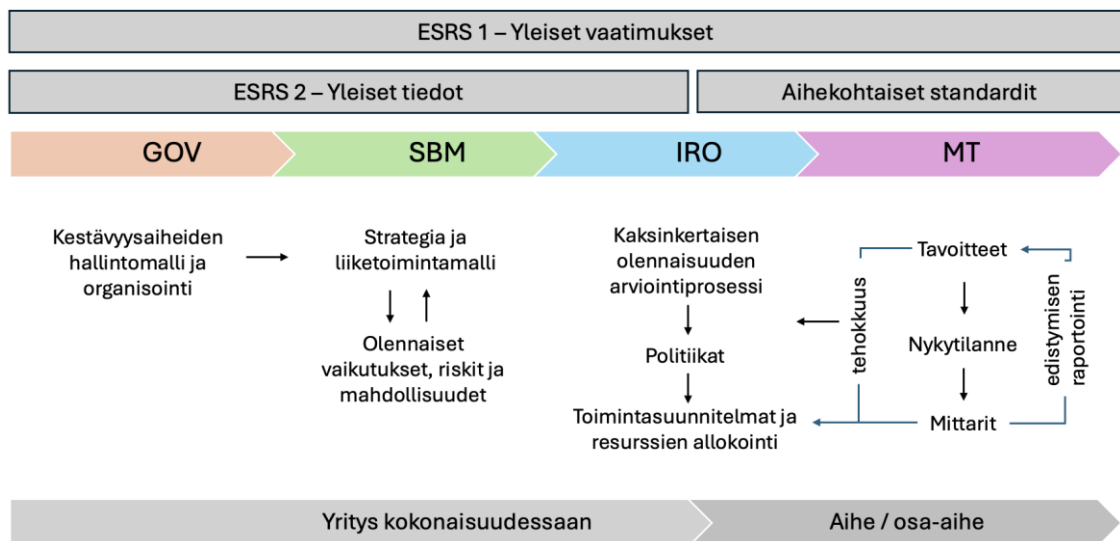 ESRS 1 – Yleiset vaatimukset
ESRS 2 – Yleiset tiedot
Aihekohtaiset standardit
GOV
SBM
IRO
MT
Kestävyysaiheiden
hallintomalli ja
organisointi
Strategia ja
liiketoimintamalli
Olennaiset
vaikutukset, riskit ja
mahdollisuudet
Kaksinkertaisen
olennaisuuden
arviointiprosessi
Politiikat
Toimintasuunnitelmat ja
resurssien allokointi
tehokkuus
Tavoitteet
Nykytilanne
Mittarit
edistymisen
raportointi
Yritys kokonaisuudessaan
Aihe / osa-aihe